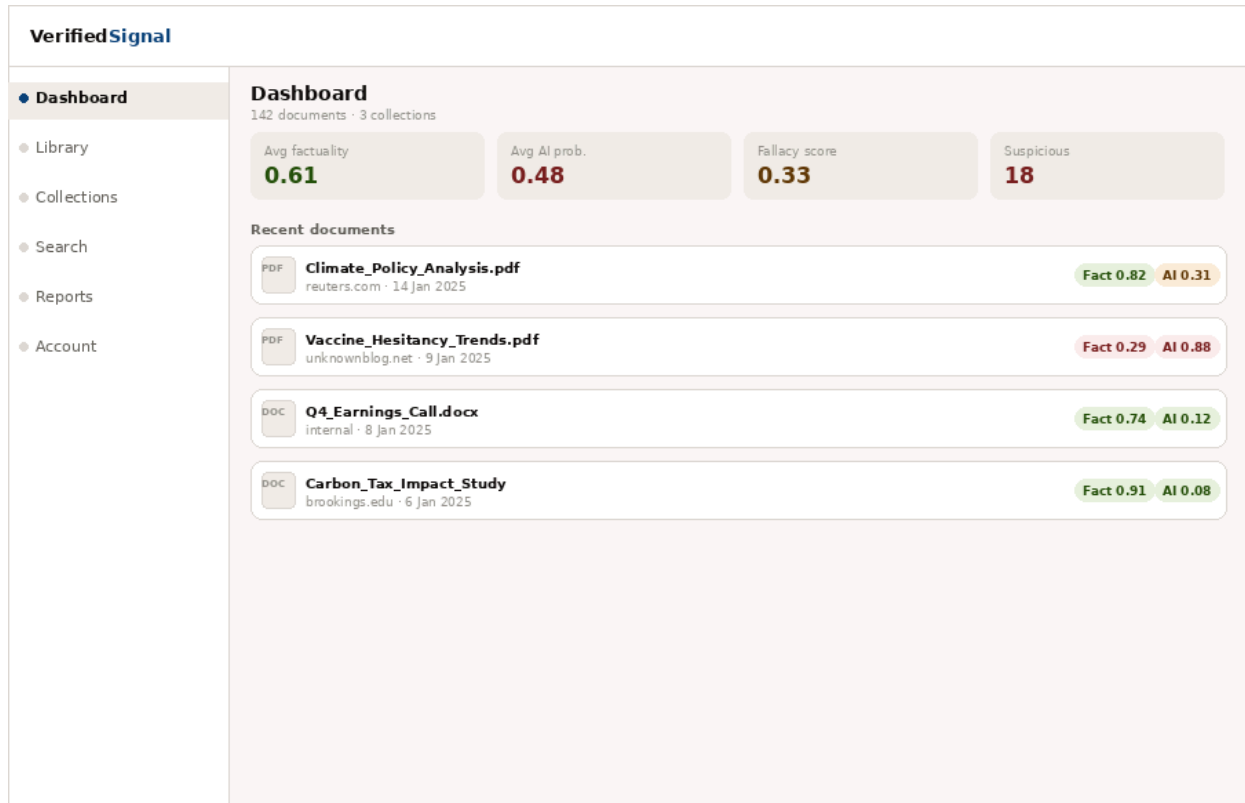 VerifiedSignal
Dashboard
Library
Collections
Search
Reports
Account
Dashboard
142 documents · 3 collections
Avg factuality
0.61
Avg AI prob.
0.48
Fallacy score
0.33
Suspicious
18
Recent documents
PDF
Climate_Policy_Analysis.pdf
reuters.com · 14 Jan 2025
Fact 0.82
AI 0.31
PDF
Vaccine_Hesitancy_Trends.pdf
unknownblog.net · 9 Jan 2025
Fact 0.29
AI 0.88
DOC
Q4_Earnings_Call.docx
internal · 8 Jan 2025
Fact 0.74
AI 0.12
DOC
Carbon_Tax_Impact_Study
brookings.edu · 6 Jan 2025
Fact 0.91
AI 0.08